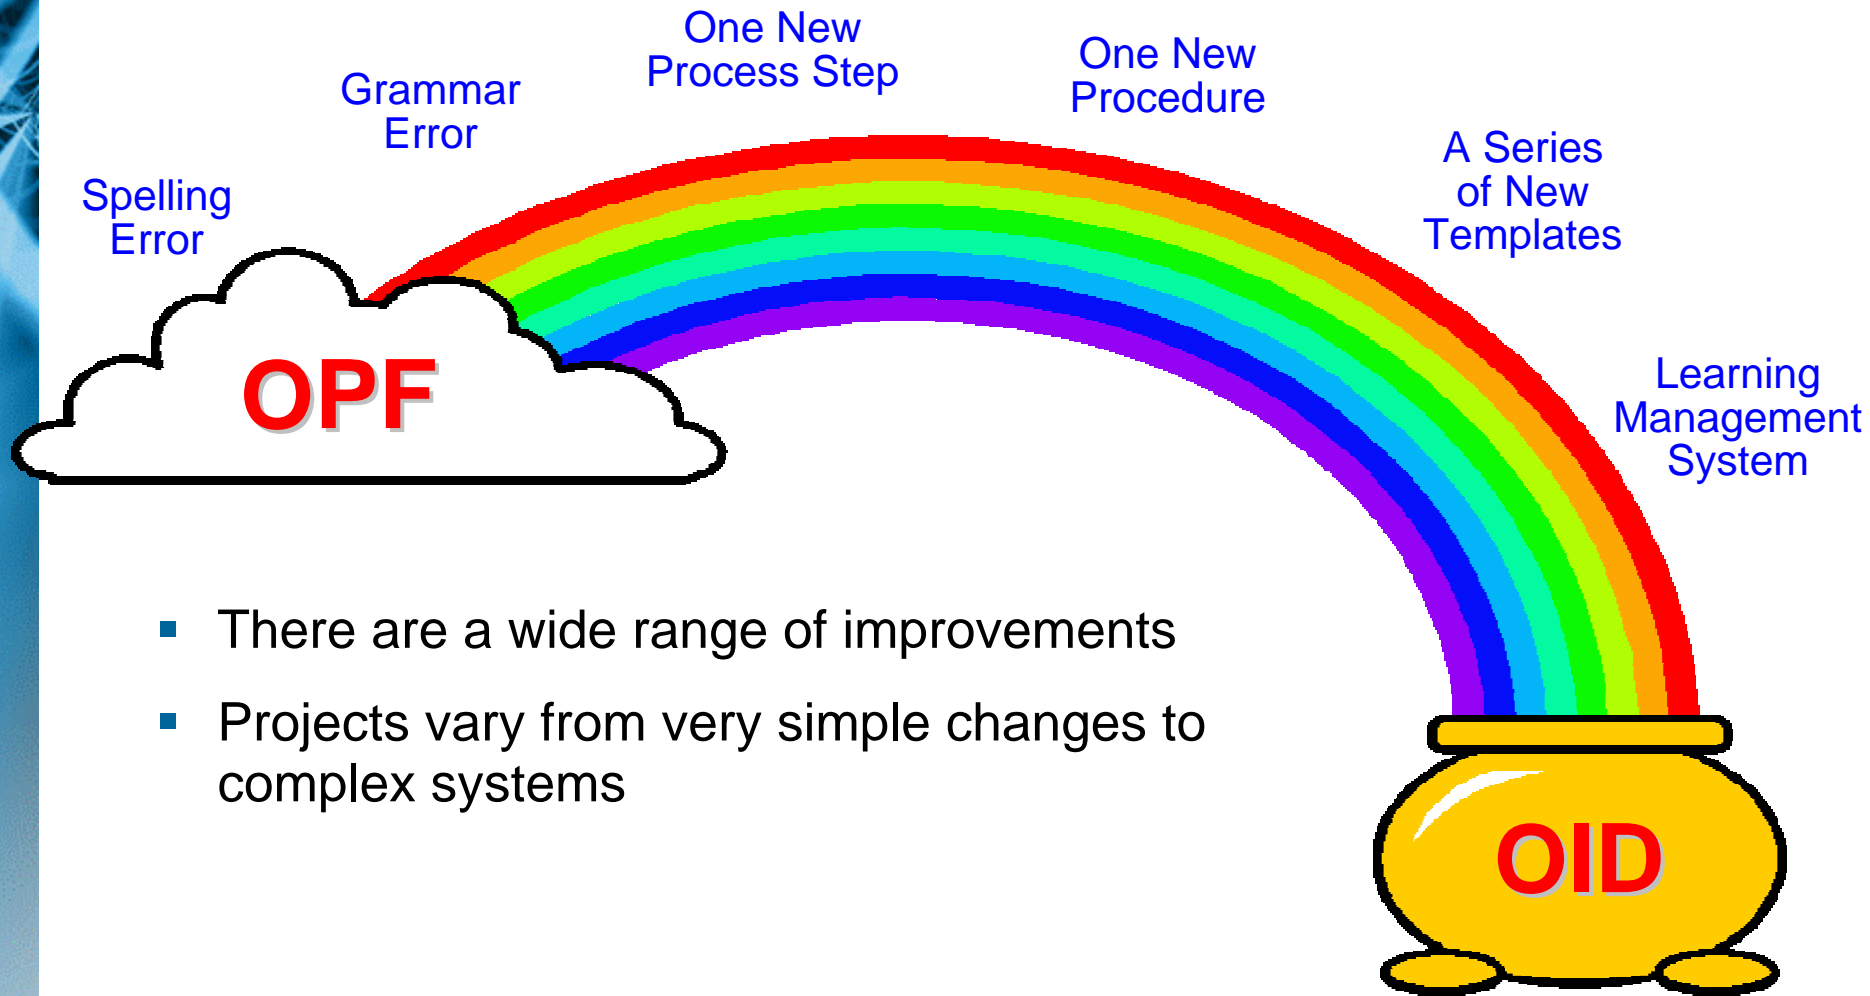 One New
Process Step
One New
Procedure
Grammar
Error
A Series
of New
Templates
Spelling
Error
Learning
Management
System
OPF
There are a wide range of improvements
Projects vary from very simple changes to
complex systems
OID